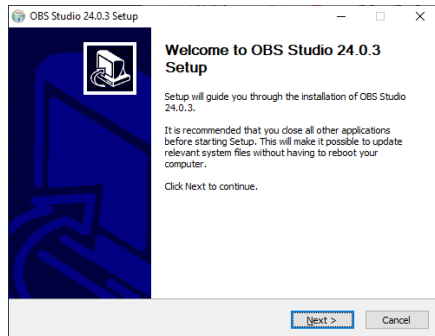 OBS Studio 24.0.3 Setup
Welcome to OBS Studio 24.0.3
Setup
Setup will guide you through the installation of OBS Studio
24.0.3.
It is recommended that you close all other applications
before starting Setup. This will make it possible to update
relevant system files without having to reboot your
computer.
Click Next to continue.
Next >
Cancel